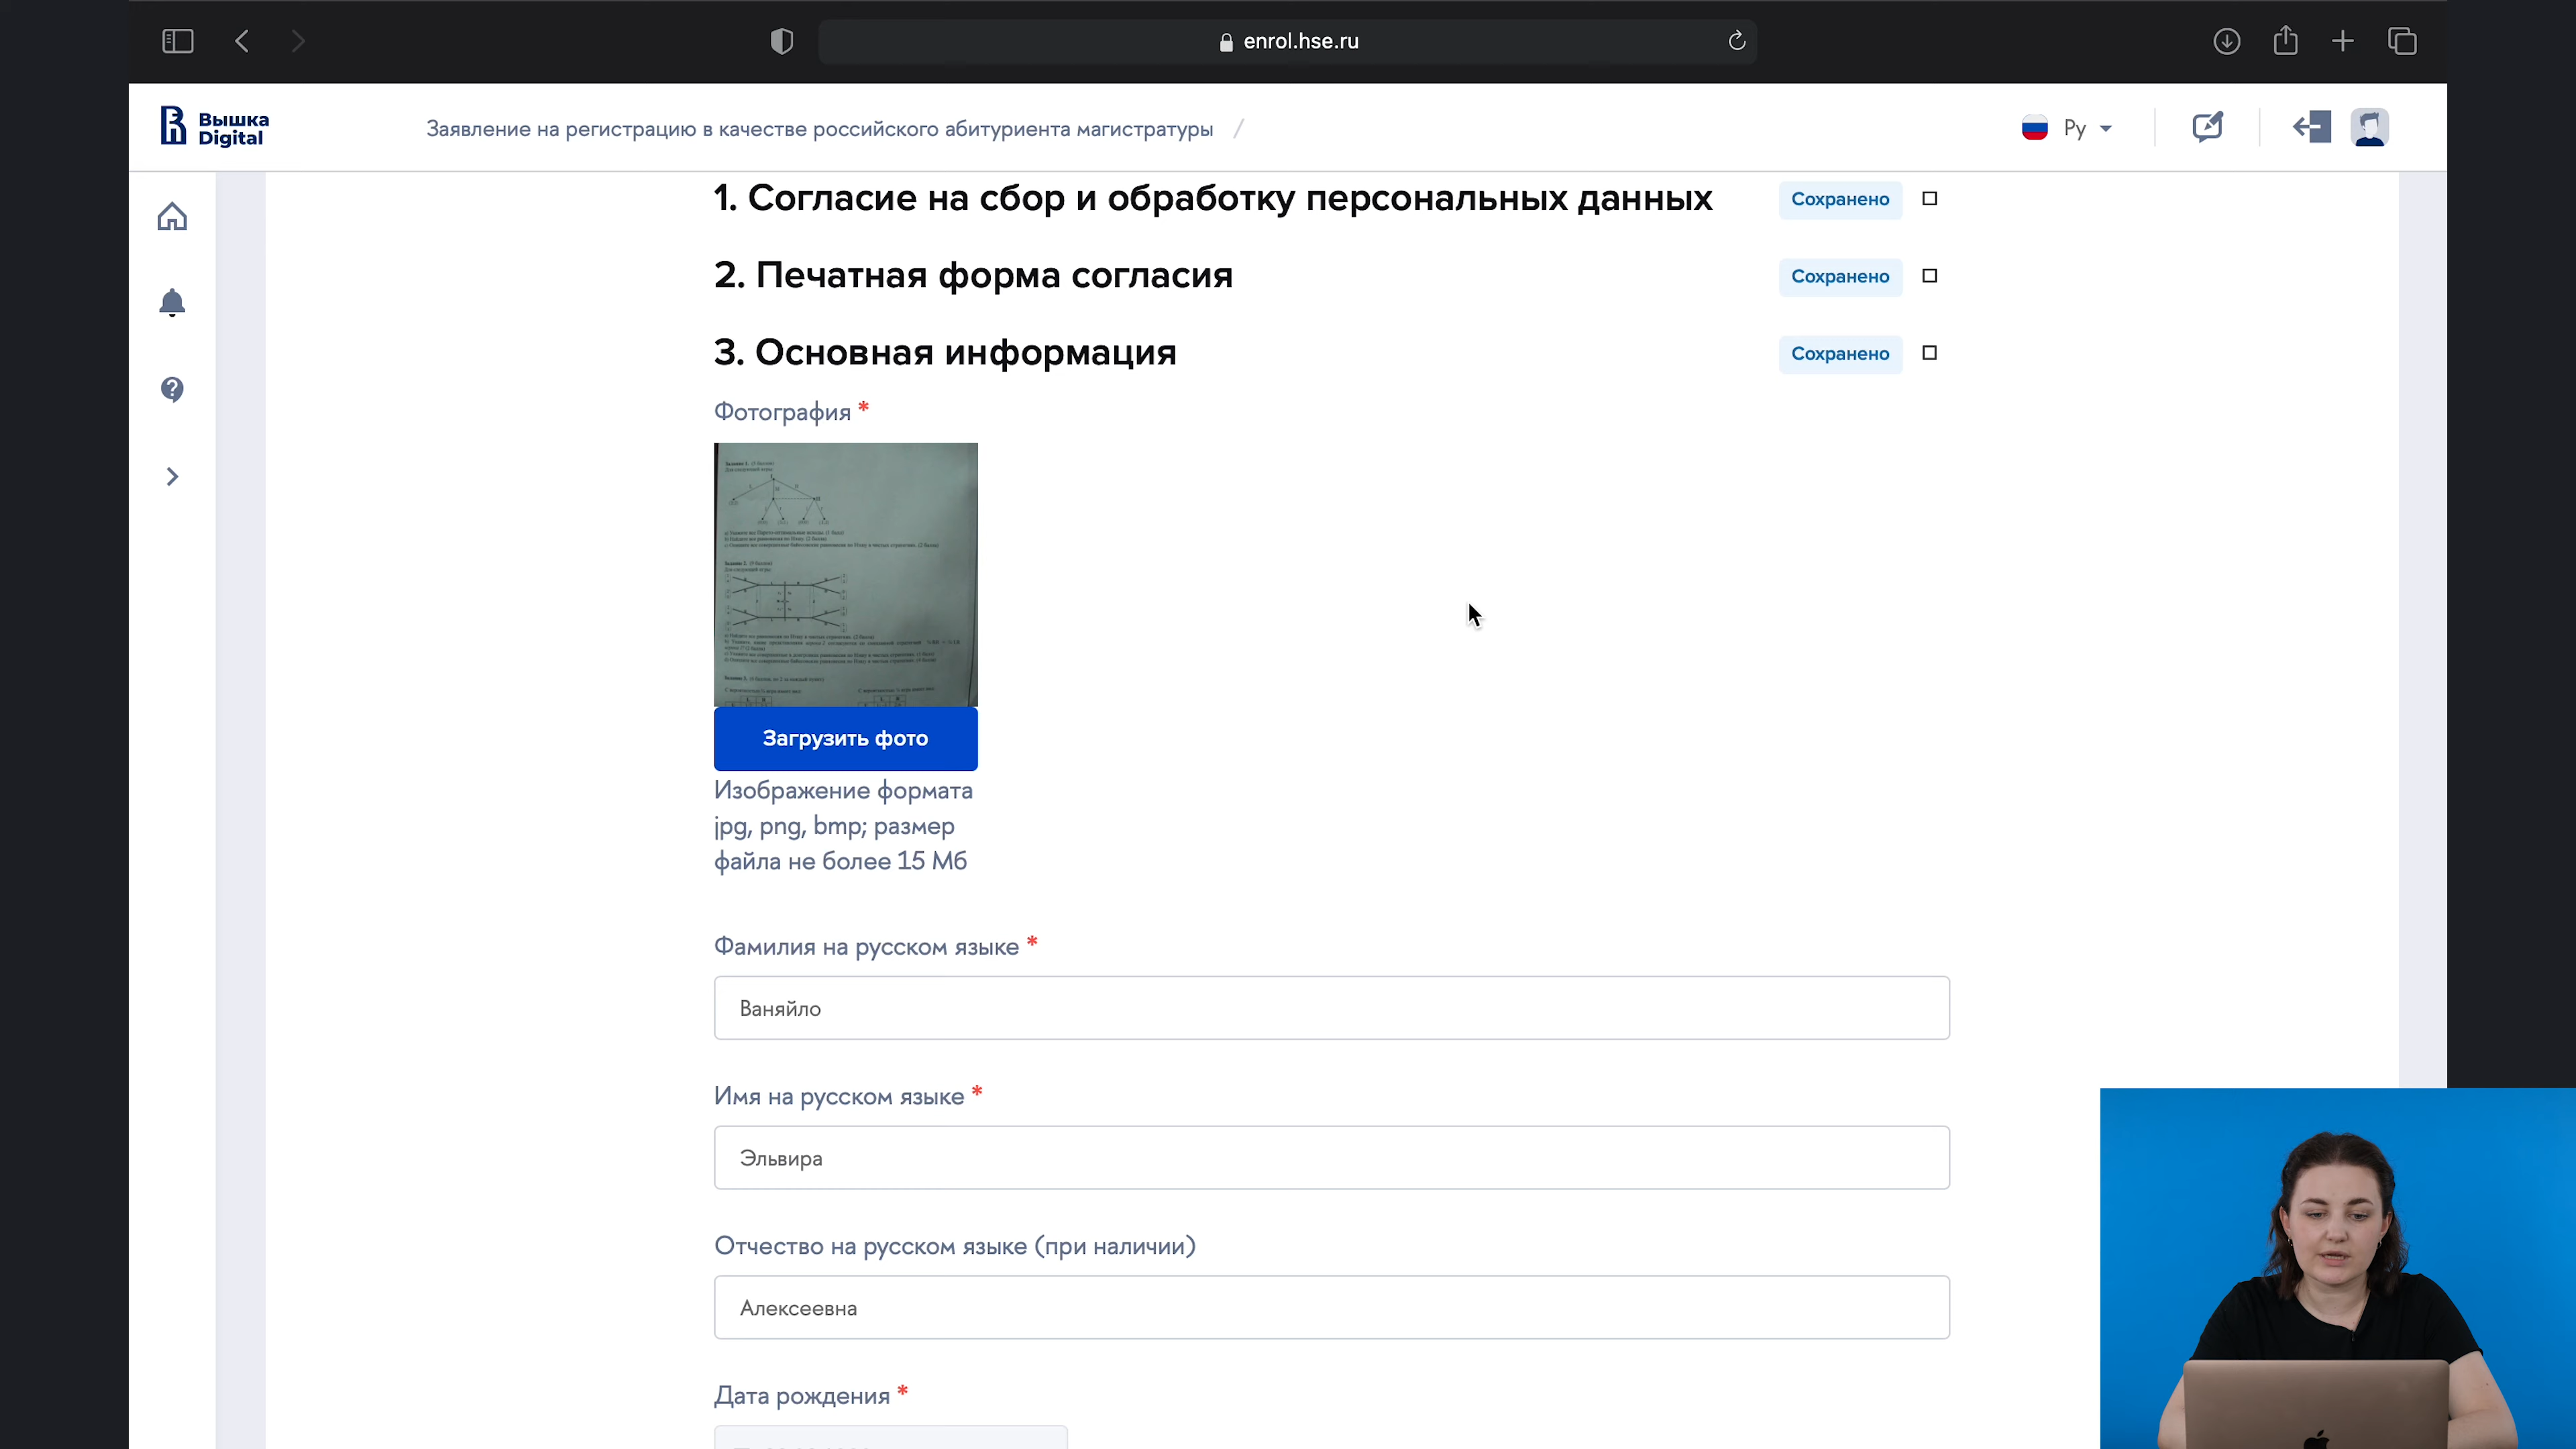 enrol.hse.ru
Вышка
Digital
Заявление на регистрацию в качестве российского абитуриента магистратуры /
Ру
1. Согласие на сбор и обработку персональных данных
Сохранено
2. Печатная форма согласия
Сохранено
3. Основная информация
Сохранено
Фотография *
Загрузить фото
Изображение формата
jpg, png, bmp; размер
файла не более 15 Мб
Фамилия на русском языке *
Ваняйло
Имя на русском языке *
Эльвира
Отчество на русском языке (при наличии)
Алексеевна
Дата рождения *